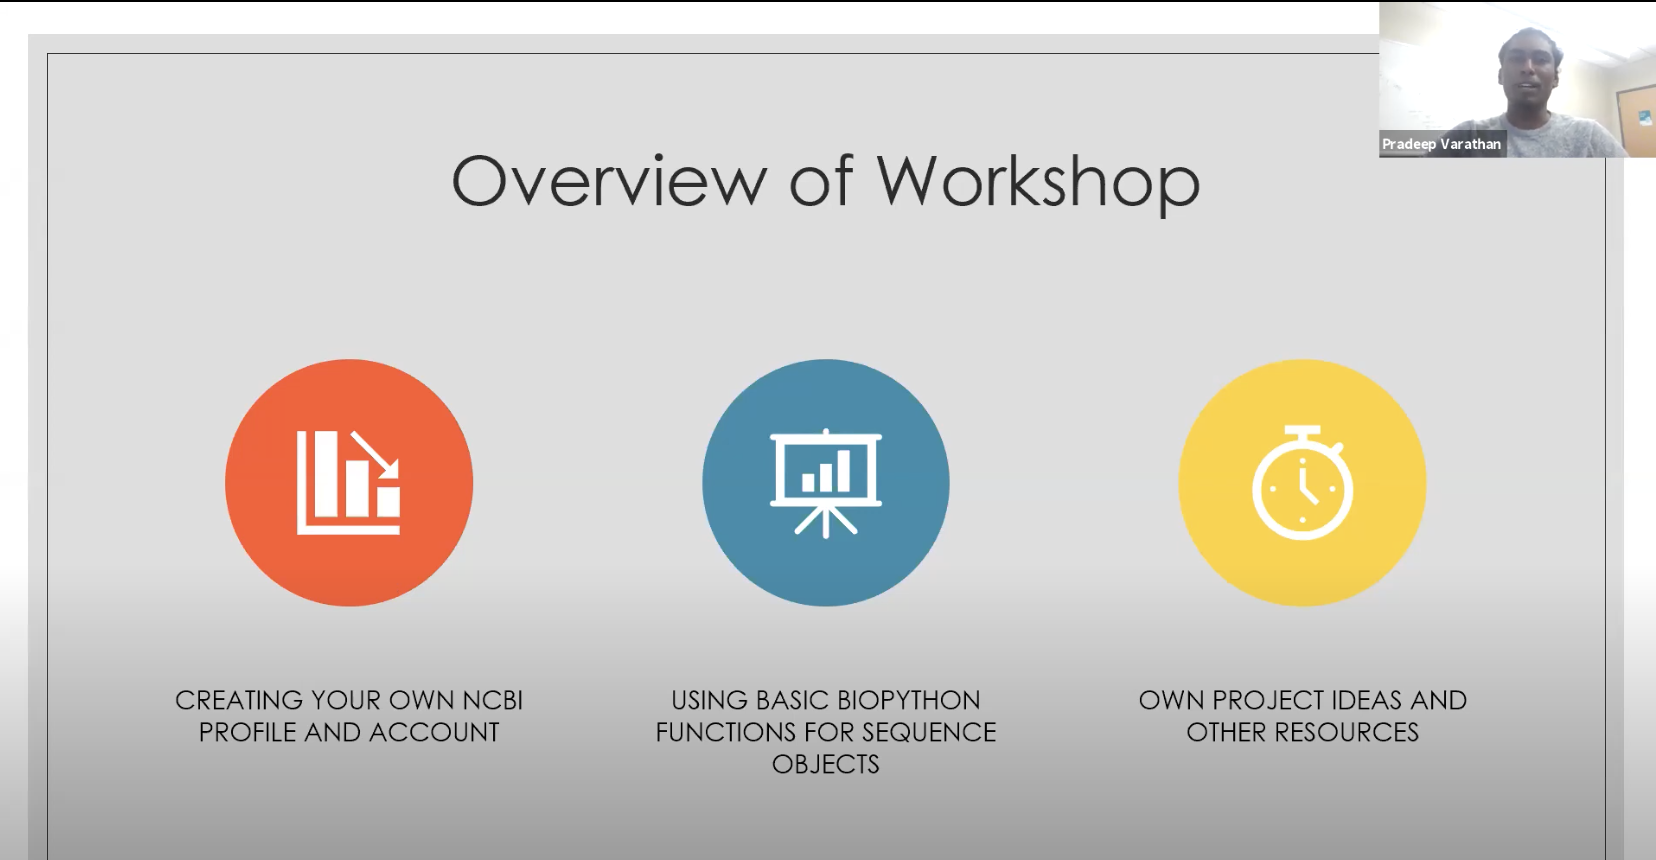 Pradeep Varathan
Overview of Workshop
CREATING YOUR OWN NCBI
PROFILE AND ACCOUNT
USING BASIC BIOPYTHON
FUNCTIONS FOR SEQUENCE
OBJECTS
OWN PROJECT IDEAS AND
OTHER RESOURCES